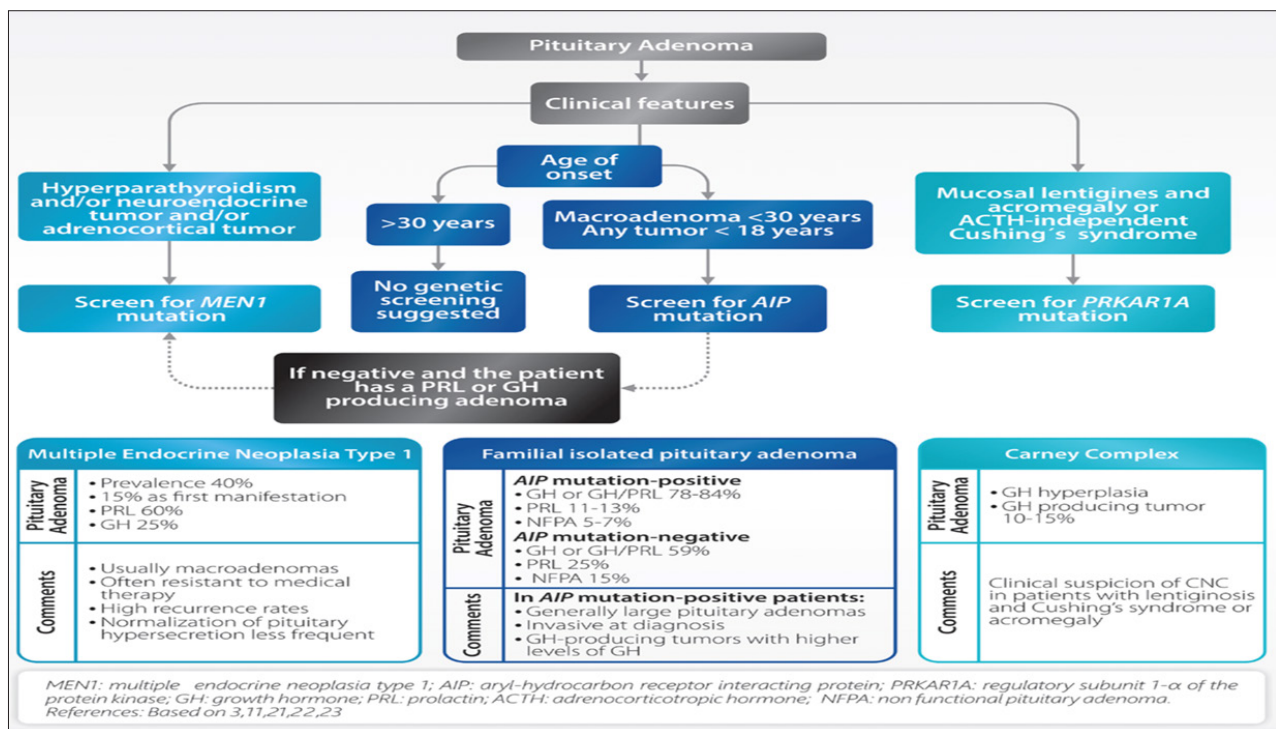 Pituitary Adenoma
Clinical features
Hyperparathyroidism
and/or neuroendocrine
tumor and/or
adrenocortical tumor
Age of
onset
>30 years
Macroadenoma <30 years
Any tumor < 18 years
Mucosal lentigines and
acromegaly or
ACTH-independent
Cushing´s syndrome
Screen for MEN1
mutation
No genetic
screening
suggested
Screen for AIP
mutation
Screen for PRKAR1A
mutation
If negative and the patient
has a PRL or GH
producing adenoma
Multiple Endocrine Neoplasia Type 1
Pituitary
Adenoma
• Prevalence 40%
• 15% as first manifestation
• PRL 60%
• GH 25%
Comments
• Usually macroadenomas
• Often resistant to medical
therapy
• High recurrence rates
• Normalization of pituitary
hypersecretion less frequent
Familial isolated pituitary adenoma
Pituitary
Adenoma
AIP mutation-positive
• GH or GH/PRL 78-84%
• PRL 11-13%
• NFPA 5-7%
AIP mutation-negative
• GH or GH/PRL 59%
• PRL 25%
• NFPA 15%
Comments
In AIP mutation-positive patients:
• Generally large pituitary adenomas
• Invasive at diagnosis
• GH-producing tumors with higher
levels of GH
Carney Complex
Pituitary
Adenoma
• GH hyperplasia
• GH producing tumor
10-15%
Comments
Clinical suspicion of CNC
in patients with lentiginosis
and Cushing's syndrome or
acromegaly
MEN1: multiple endocrine neoplasia type 1; AIP: aryl-hydrocarbon receptor interacting protein; PRKAR1A: regulatory subunit 1-α of the
protein kinase; GH: growth hormone; PRL: prolactin; ACTH: adrenocorticotropic hormone; NFPA: non functional pituitary adenoma.
References: Based on 3,11,21,22,23